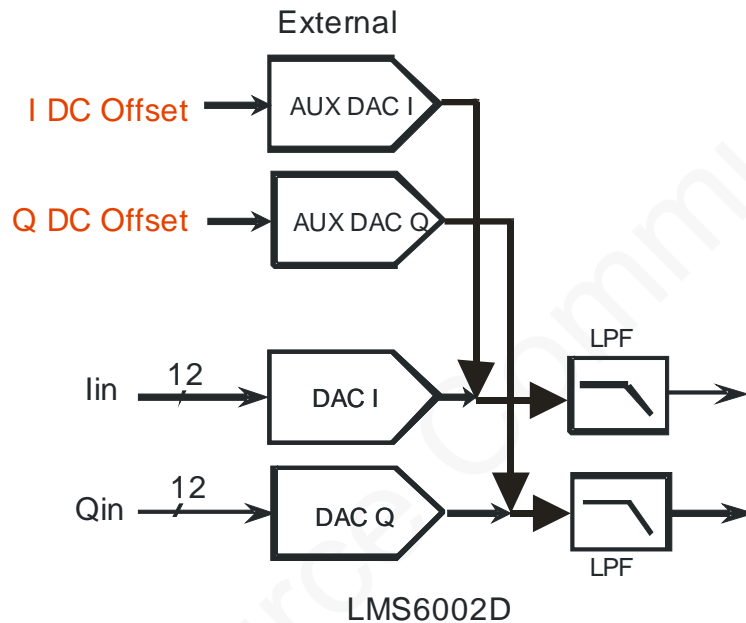 External
I DC Offset
AUX DAC I
Q DC Offset
AUX DAC Q
LPF
Iin
12
DAC I
Qin
12
DAC Q
LPF
LMS6002D